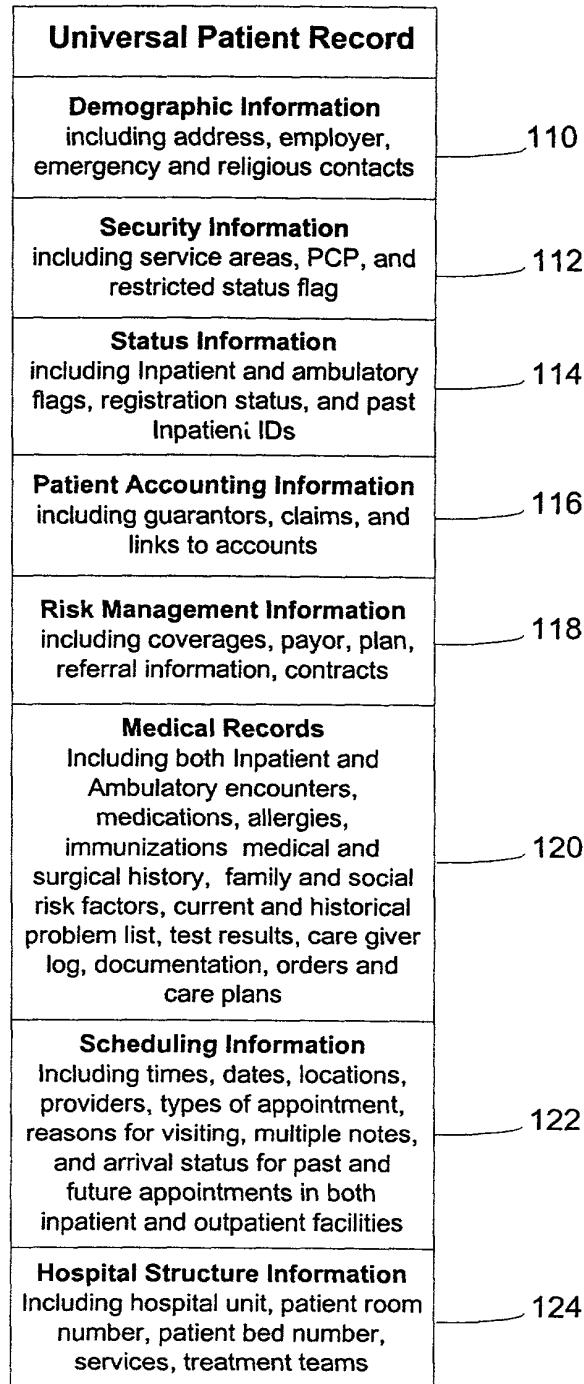 Universal Patient Record
Demographic Information
including address, employer,
emergency and religious contacts
110
Security Information
including service areas, PCP, and
restricted status flag
112
Status Information
including Inpatient and ambulatory
flags, registration status, and past
Inpatient IDs
114
Patient Accounting Information
including guarantors, claims, and
links to accounts
116
Risk Management Information
including coverages, payor, plan,
referral information, contracts
118
Medical Records
Including both Inpatient and
Ambulatory encounters,
medications, allergies,
immunizations medical and
surgical history, family and social
risk factors, current and historical
problem list, test results, care giver
log, documentation, orders and
care plans
120
Scheduling Information
Including times, dates, locations,
providers, types of appointment,
reasons for visiting, multiple notes,
and arrival status for past and
future appointments in both
inpatient and outpatient facilities
122
Hospital Structure Information
Including hospital unit, patient room
number, patient bed number,
services, treatment teams
124